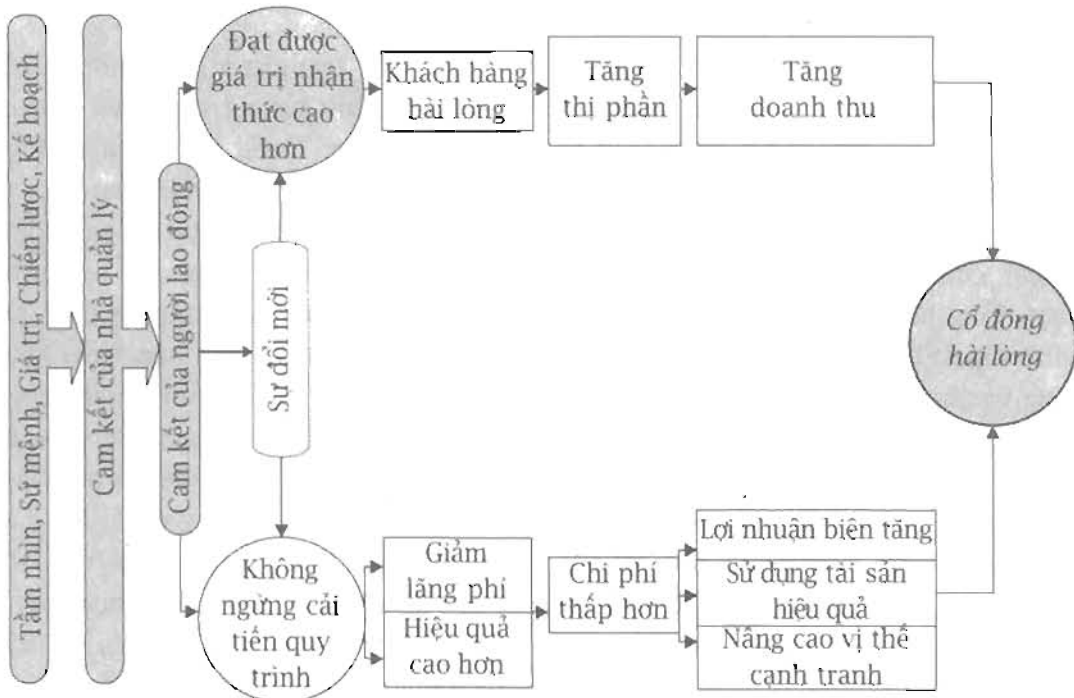 Tầm nhìn, Sứ mệnh, Giá trị, Chiến lược, Kế hoạch
Cam kết của nhà quản lý
Cam kết của người lao động
Sự đổi mới
Đạt được
giá trị nhận
thức cao
hơn
Khách hàng
hài lòng
Tăng
thị phần
Tăng
doanh thu
Cổ đông
hài lòng
Không
ngừng cải
tiến quy
trình
Giảm
lãng phí
Hiệu quả
cao hơn
Chi phí
thấp hơn
Lợi nhuận biên tăng
Sử dụng tài sản
hiệu quả
Nâng cao vị thế
cạnh tranh